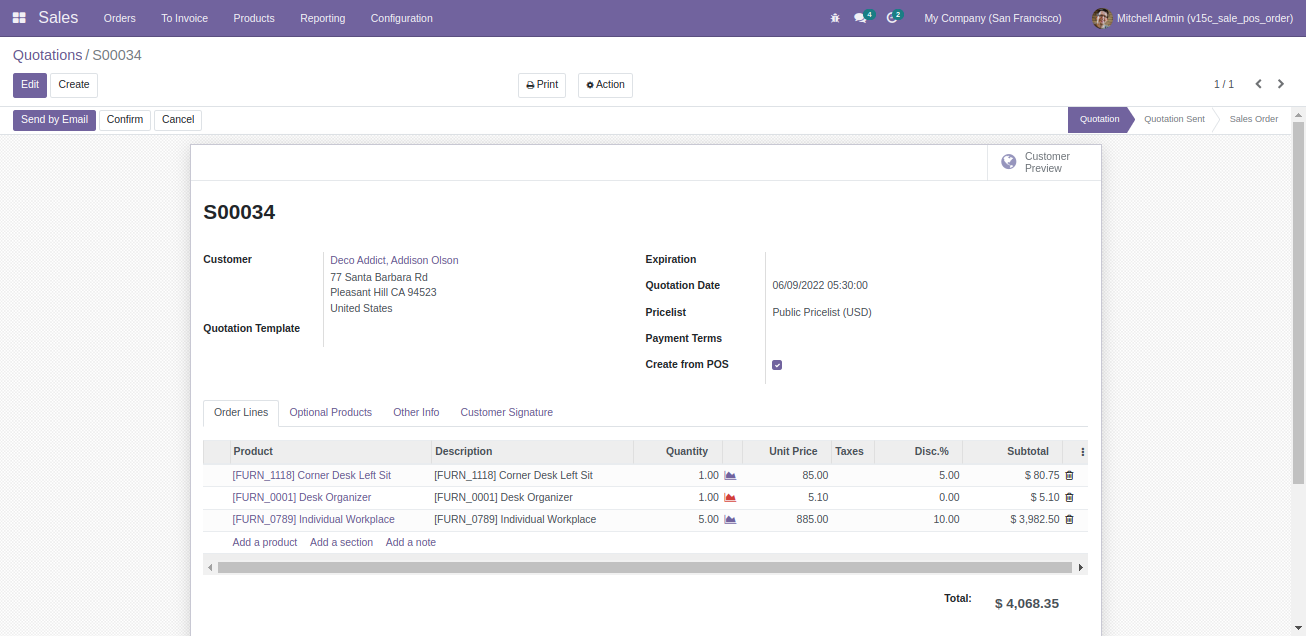 Sales Orders To Invoice Products Reporting Configuration 4 2 My Company (San Francisco) Mitchell Admin (v15c_sale_pos_order)
Quotations / S00034
Edit Create Print Action 1 / 1
Send by Email Confirm Cancel Quotation Quotation Sent Sales Order
Customer
Preview
S00034
Customer Deco Addict, Addison Olson
77 Santa Barbara Rd
Pleasant Hill CA 94523
United States
Quotation Template
Expiration
Quotation Date 06/09/2022 05:30:00
Pricelist Public Pricelist (USD)
Payment Terms
Create from POS
Order Lines Optional Products Other Info Customer Signature
Product Description Quantity Unit Price Taxes Disc.% Subtotal
[FURN_1118] Corner Desk Left Sit [FURN_1118] Corner Desk Left Sit 1.00 85.00 5.00 $ 80.75
[FURN_0001] Desk Organizer [FURN_0001] Desk Organizer 1.00 5.10 0.00 $ 5.10
[FURN_0789] Individual Workplace [FURN_0789] Individual Workplace 5.00 885.00 10.00 $ 3,982.50
Add a product Add a section Add a note
Total: $ 4,068.35